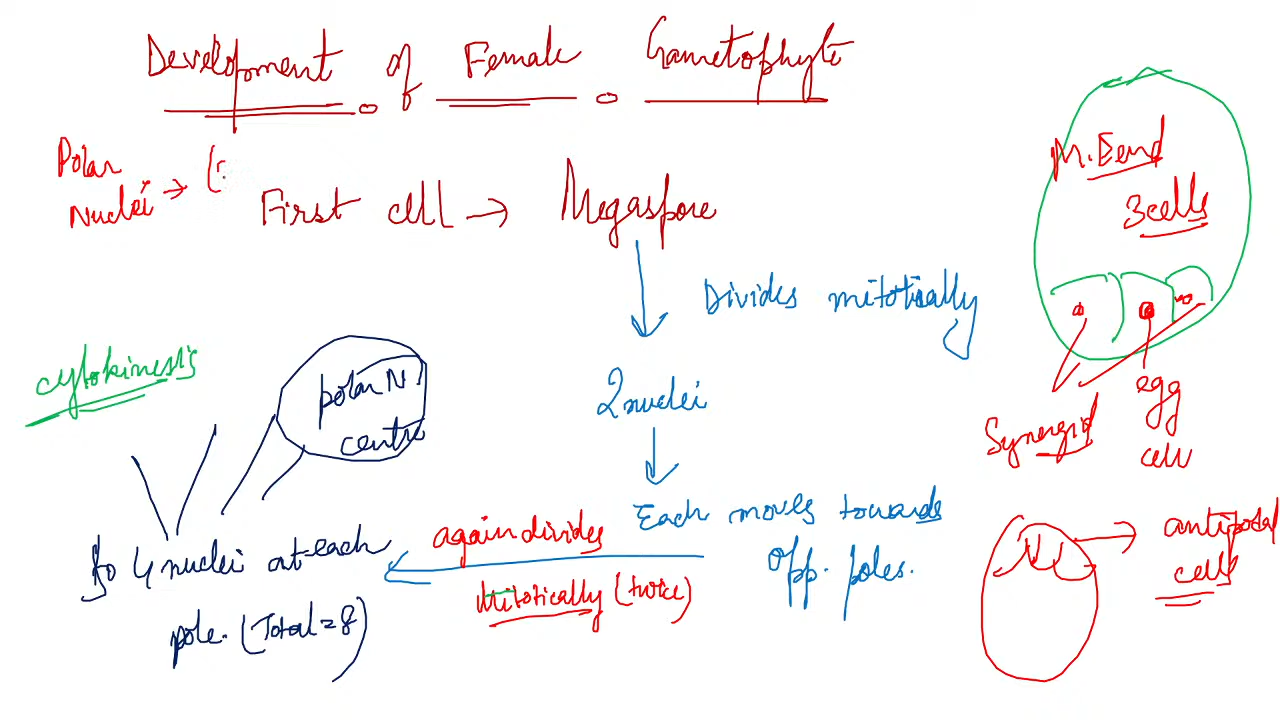 Development of Female Gametophyte
Polar
Nuclei → (
First cell → Megaspore
Divides mitotically
2 nuclei
Each moves towards
opp. poles.
again divides
mitotically (twice)
So 4 nuclei at each
pole. (Total = 8)
polar N
centre
cytokinesis
M. End
3 cells
Synergid
egg
cell
antipodal
cells